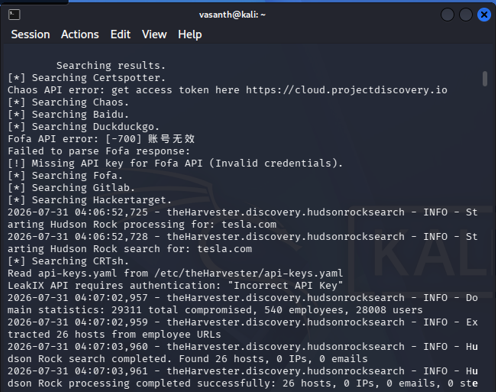 vasanth@kali: ~
Session Actions Edit View Help
Searching results.
[*] Searching Certspotter.
Chaos API error: get access token here https://cloud.projectdiscovery.io
[*] Searching Chaos.
[*] Searching Baidu.
[*] Searching Duckduckgo.
Fofa API error: [-700] 账号无效
Failed to parse Fofa response:
[!] Missing API key for Fofa API (Invalid credentials).
[*] Searching Fofa.
[*] Searching Gitlab.
[*] Searching Hackertarget.
2026-07-31 04:06:52,725 - theHarvester.discovery.hudsonrocksearch - INFO - St
arting Hudson Rock processing for: tesla.com
2026-07-31 04:06:52,728 - theHarvester.discovery.hudsonrocksearch - INFO - St
arting Hudson Rock search for: tesla.com
[*] Searching CRTsh.
Read api-keys.yaml from /etc/theHarvester/api-keys.yaml
LeakIX API requires authentication: "Incorrect API Key"
2026-07-31 04:07:02,957 - theHarvester.discovery.hudsonrocksearch - INFO - Do
main statistics: 29311 total compromised, 540 employees, 28008 users
2026-07-31 04:07:02,959 - theHarvester.discovery.hudsonrocksearch - INFO - Ex
tracted 26 hosts from employee URLs
2026-07-31 04:07:03,960 - theHarvester.discovery.hudsonrocksearch - INFO - Hu
dson Rock search completed. Found 26 hosts, 0 IPs, 0 emails
2026-07-31 04:07:03,961 - theHarvester.discovery.hudsonrocksearch - INFO - Hu
dson Rock processing completed successfully: 26 hosts, 0 IPs, 0 emails, 0 ste
KAL